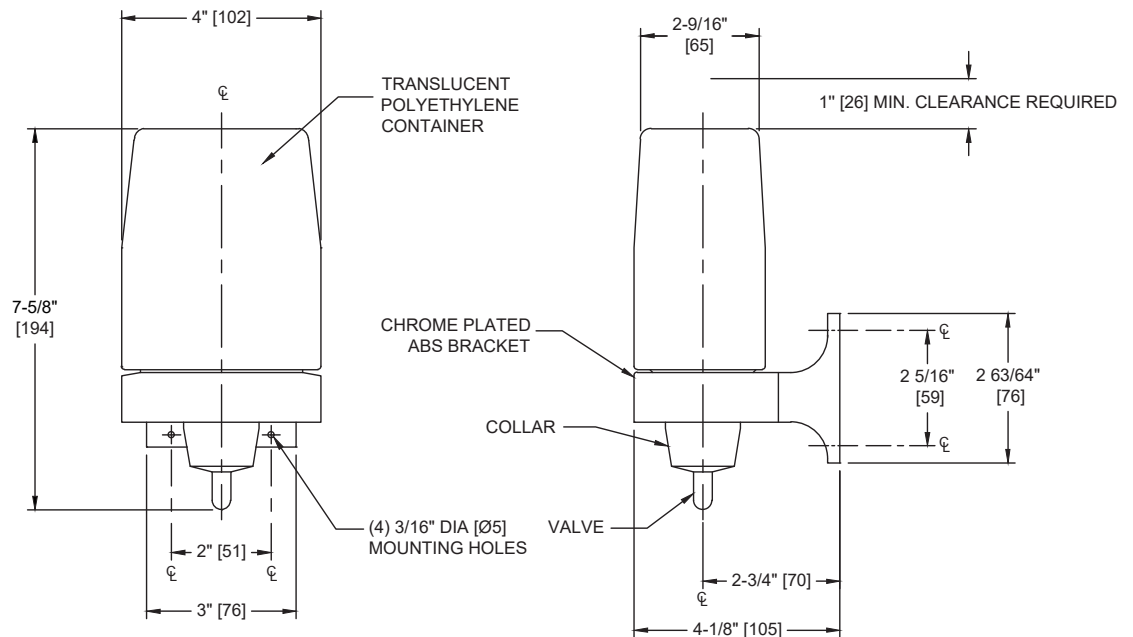 4" [102]
2-9/16"
[65]
℄
TRANSLUCENT
POLYETHYLENE
CONTAINER
1" [26] MIN. CLEARANCE REQUIRED
7-5/8"
[194]
CHROME PLATED
ABS BRACKET
℄
2 5/16"
[59]
2 63/64"
[76]
COLLAR
℄
(4) 3/16" DIA [Ø5]
MOUNTING HOLES
VALVE
2" [51]
℄
℄
2-3/4" [70]
℄
3" [76]
4-1/8" [105]